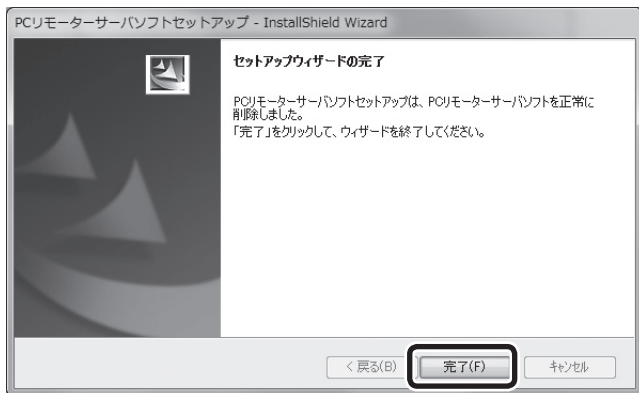 PCリモーターサーバソフトセットアップ - InstallShield Wizard
セットアップウィザードの完了
PCリモーターサーバソフトセットアップは、PCリモーターサーバソフトを正常に
削除しました。
「完了」をクリックして、ウィザードを終了してください。
< 戻る(B) 完了(F) キャンセル